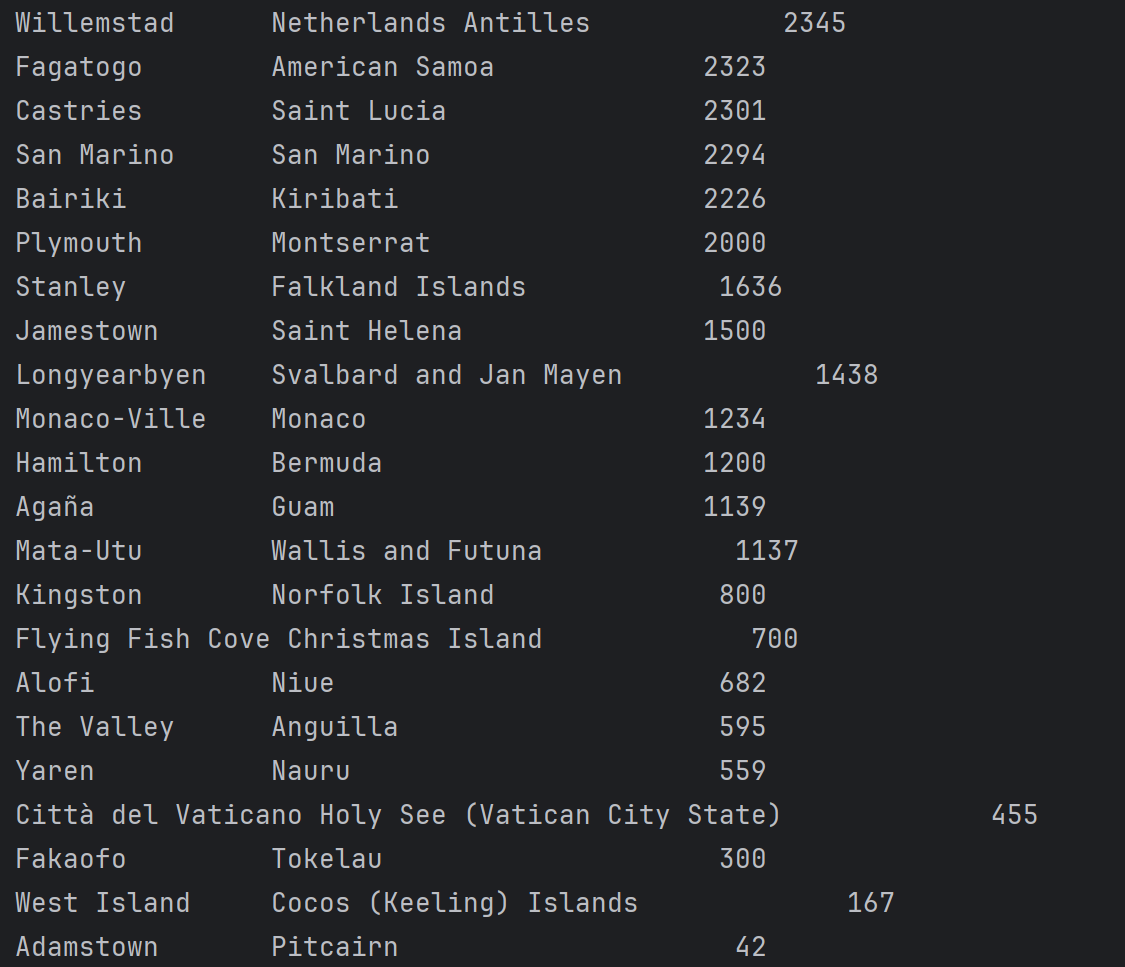 Willemstad      Netherlands Antilles            2345
Fagatogo        American Samoa             2323
Castries        Saint Lucia                2301
San Marino      San Marino                 2294
Bairiki         Kiribati                   2226
Plymouth        Montserrat                 2000
Stanley         Falkland Islands            1636
Jamestown       Saint Helena               1500
Longyearbyen    Svalbard and Jan Mayen            1438
Monaco-Ville    Monaco                     1234
Hamilton        Bermuda                    1200
Agaña           Guam                       1139
Mata-Utu        Wallis and Futuna            1137
Kingston        Norfolk Island              800
Flying Fish Cove Christmas Island             700
Alofi           Niue                        682
The Valley      Anguilla                    595
Yaren           Nauru                       559
Città del Vaticano Holy See (Vatican City State)             455
Fakaofo         Tokelau                     300
West Island     Cocos (Keeling) Islands             167
Adamstown       Pitcairn                     42